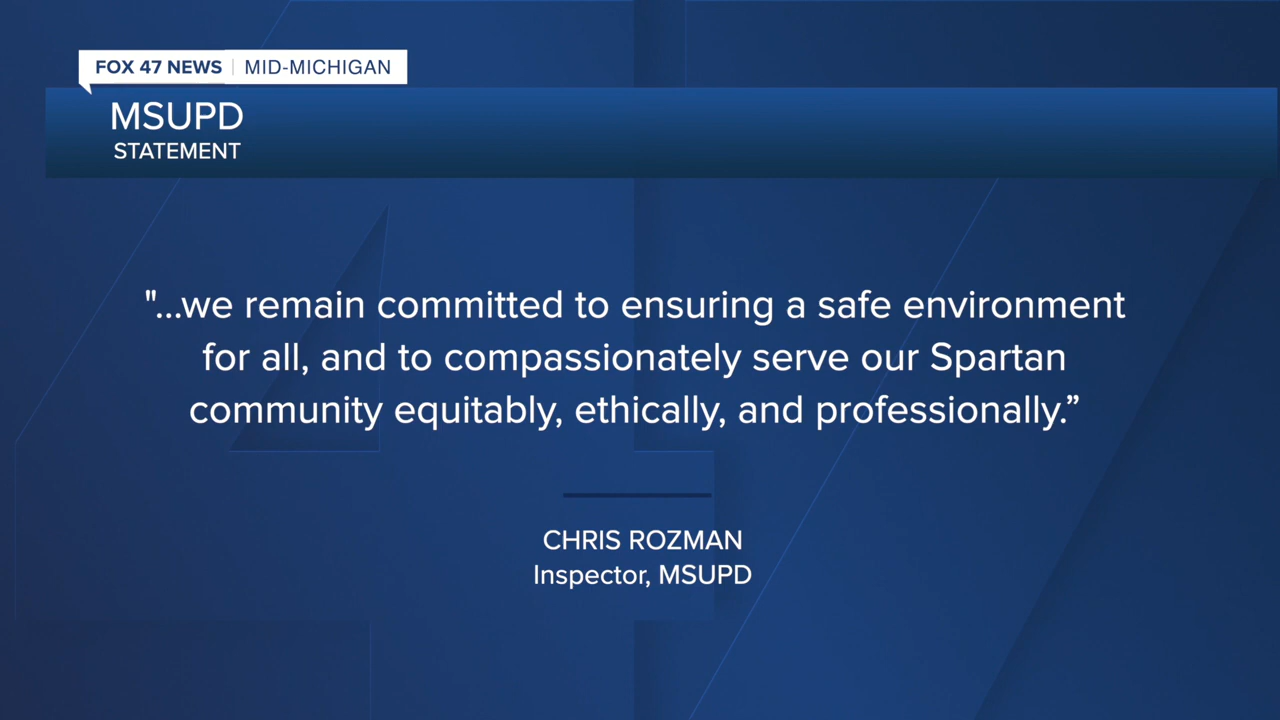 FOX 47 NEWS | MID-MICHIGAN
MSUPD
STATEMENT
"...we remain committed to ensuring a safe environment
for all, and to compassionately serve our Spartan
community equitably, ethically, and professionally.”
CHRIS ROZMAN
Inspector, MSUPD